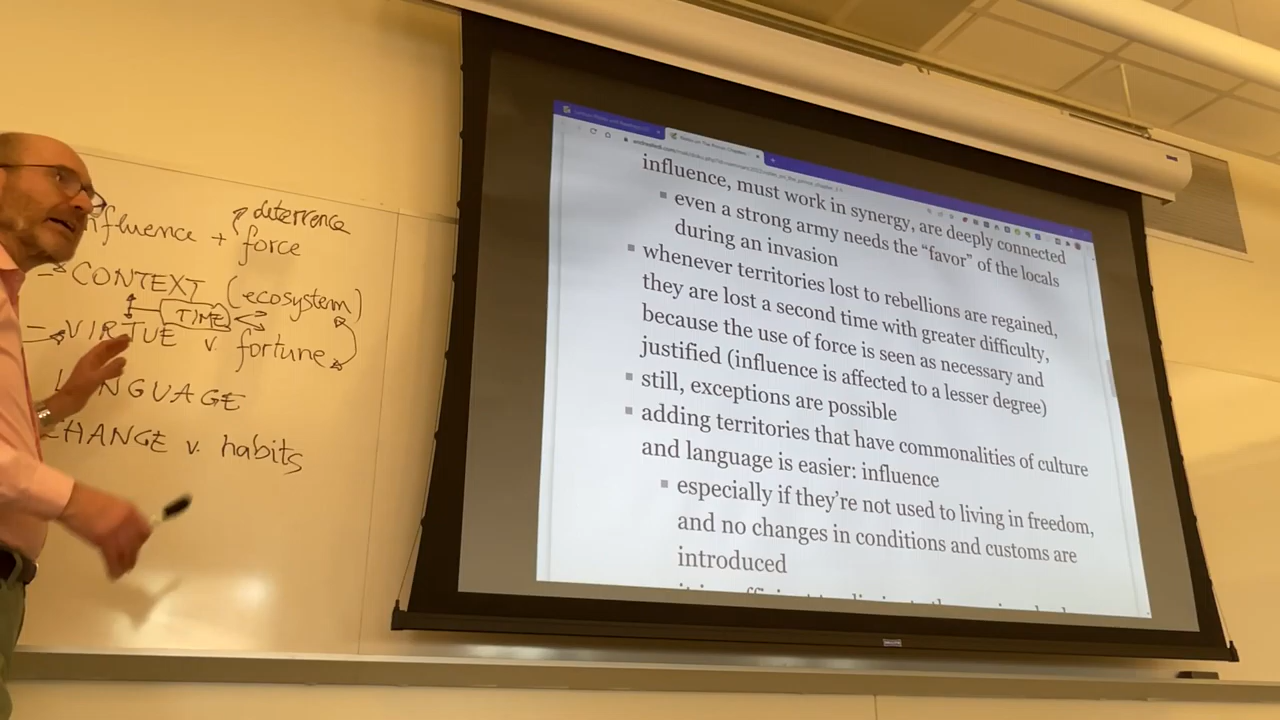 deterrence
influence + force
CONTEXT (ecosystem)
TIME
VIRTUE v. fortune
LANGUAGE
CHANGE v. habits
influence, must work in synergy, are deeply connected
even a strong army needs the “favor” of the locals
during an invasion
whenever territories lost to rebellions are regained,
they are lost a second time with greater difficulty,
because the use of force is seen as necessary and
justified (influence is affected to a lesser degree)
still, exceptions are possible
adding territories that have commonalities of culture
and language is easier: influence
especially if they’re not used to living in freedom,
and no changes in conditions and customs are
introduced